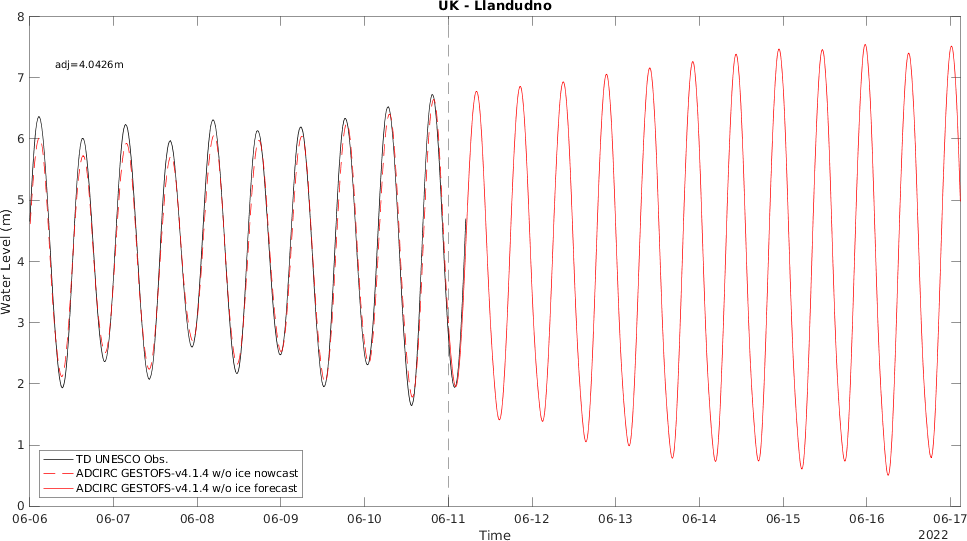 UK - Llandudno
8
adj=4.0426m
7
6
5
4
3
2
1
0
Water Level (m)
TD UNESCO Obs.
ADCIRC GESTOFS-v4.1.4 w/o ice nowcast
ADCIRC GESTOFS-v4.1.4 w/o ice forecast
06-06 06-07 06-08 06-09 06-10 06-11 06-12 06-13 06-14 06-15 06-16 06-17
Time
2022